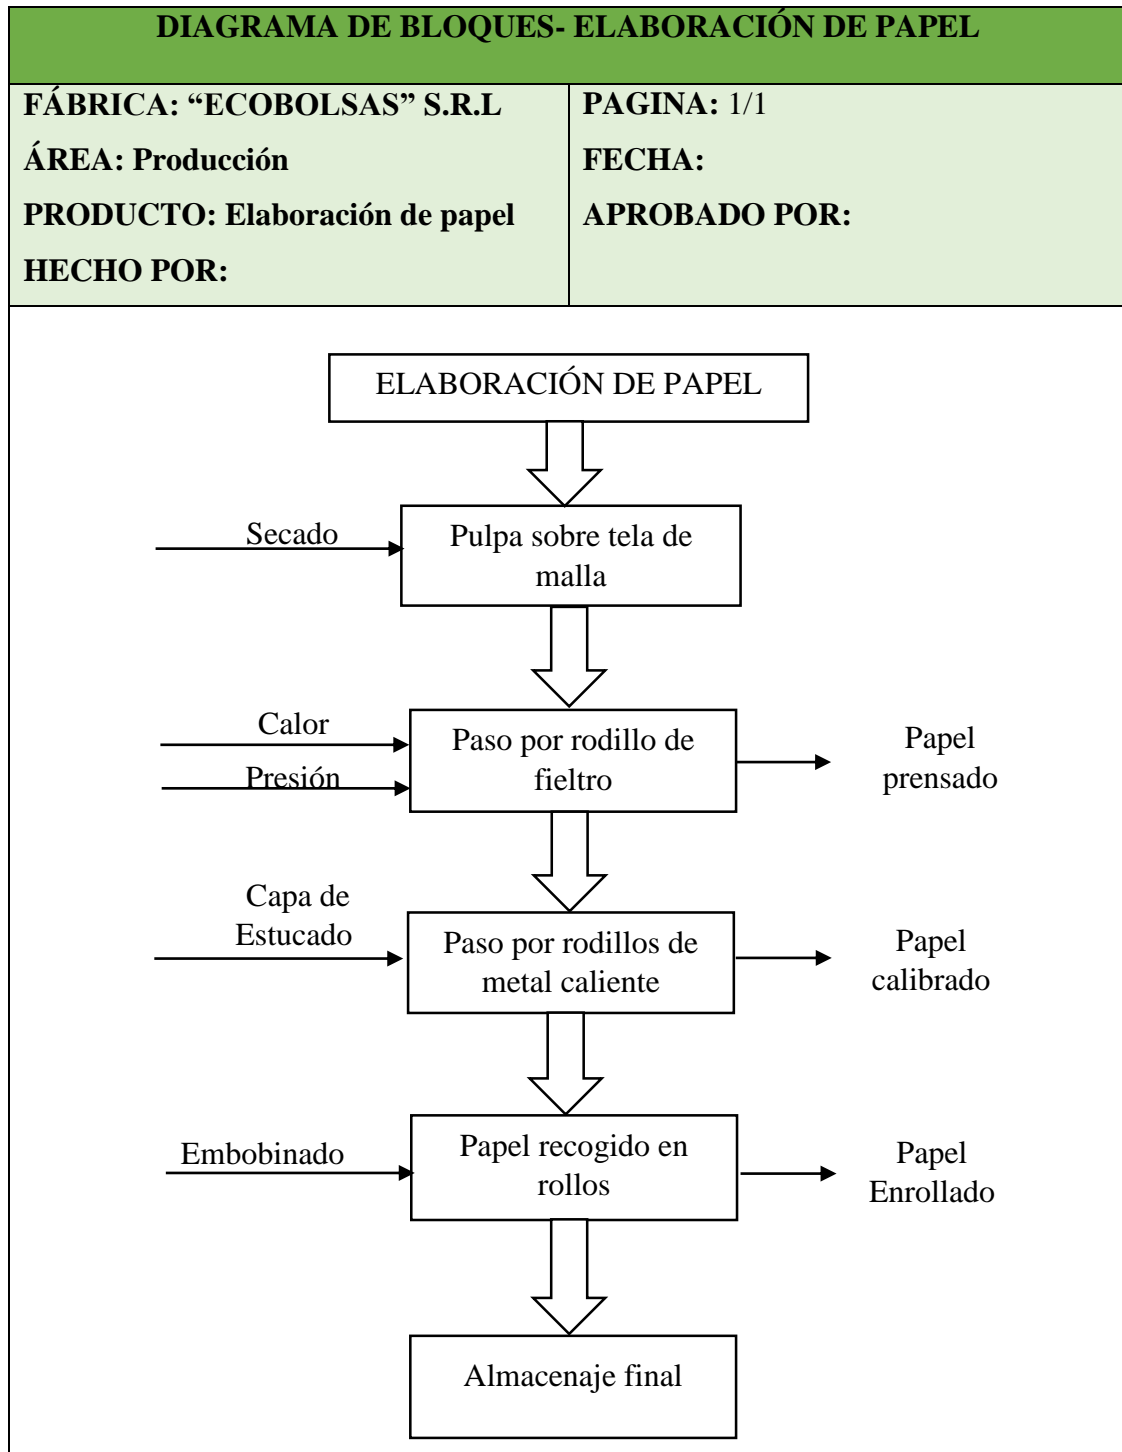 DIAGRAMA DE BLOQUES- ELABORACIÓN DE PAPEL
FÁBRICA: “ECOBOLSAS” S.R.L
ÁREA: Producción
PRODUCTO: Elaboración de papel
HECHO POR:
PAGINA: 1/1
FECHA:
APROBADO POR:
ELABORACIÓN DE PAPEL
Secado
Pulpa sobre tela de
malla
Calor
Presión
Paso por rodillo de
fieltro
Papel
prensado
Capa de
Estucado
Paso por rodillos de
metal caliente
Papel
calibrado
Embobinado
Papel recogido en
rollos
Papel
Enrollado
Almacenaje final